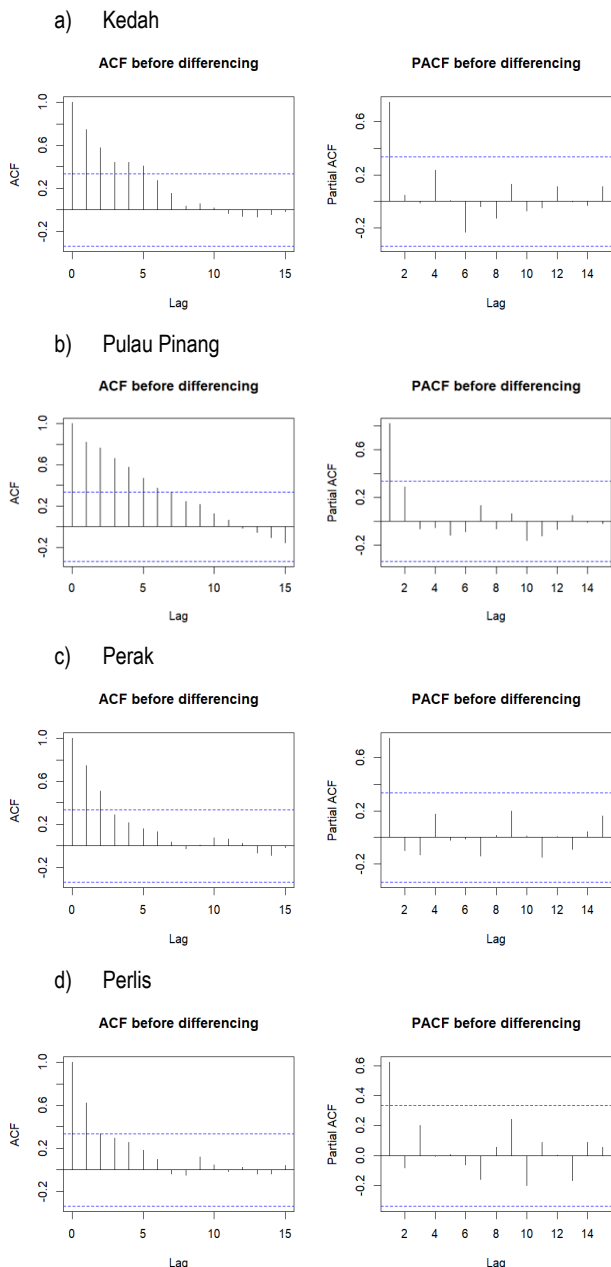 a) Kedah
ACF before differencing
PACF before differencing
ACF
-0.2 0.2 0.6 1.0
0 5 10 15
Lag
Partial ACF
-0.2 0.2 0.6
2 4 6 8 10 12 14
Lag
b) Pulau Pinang
ACF before differencing
PACF before differencing
ACF
-0.2 0.2 0.6 1.0
0 5 10 15
Lag
Partial ACF
-0.2 0.2 0.6
2 4 6 8 10 12 14
Lag
c) Perak
ACF before differencing
PACF before differencing
ACF
-0.2 0.2 0.6 1.0
0 5 10 15
Lag
Partial ACF
-0.2 0.2 0.6
2 4 6 8 10 12 14
Lag
d) Perlis
ACF before differencing
PACF before differencing
ACF
-0.2 0.2 0.6 1.0
0 5 10 15
Lag
Partial ACF
-0.2 0.0 0.2 0.4 0.6
2 4 6 8 10 12 14
Lag